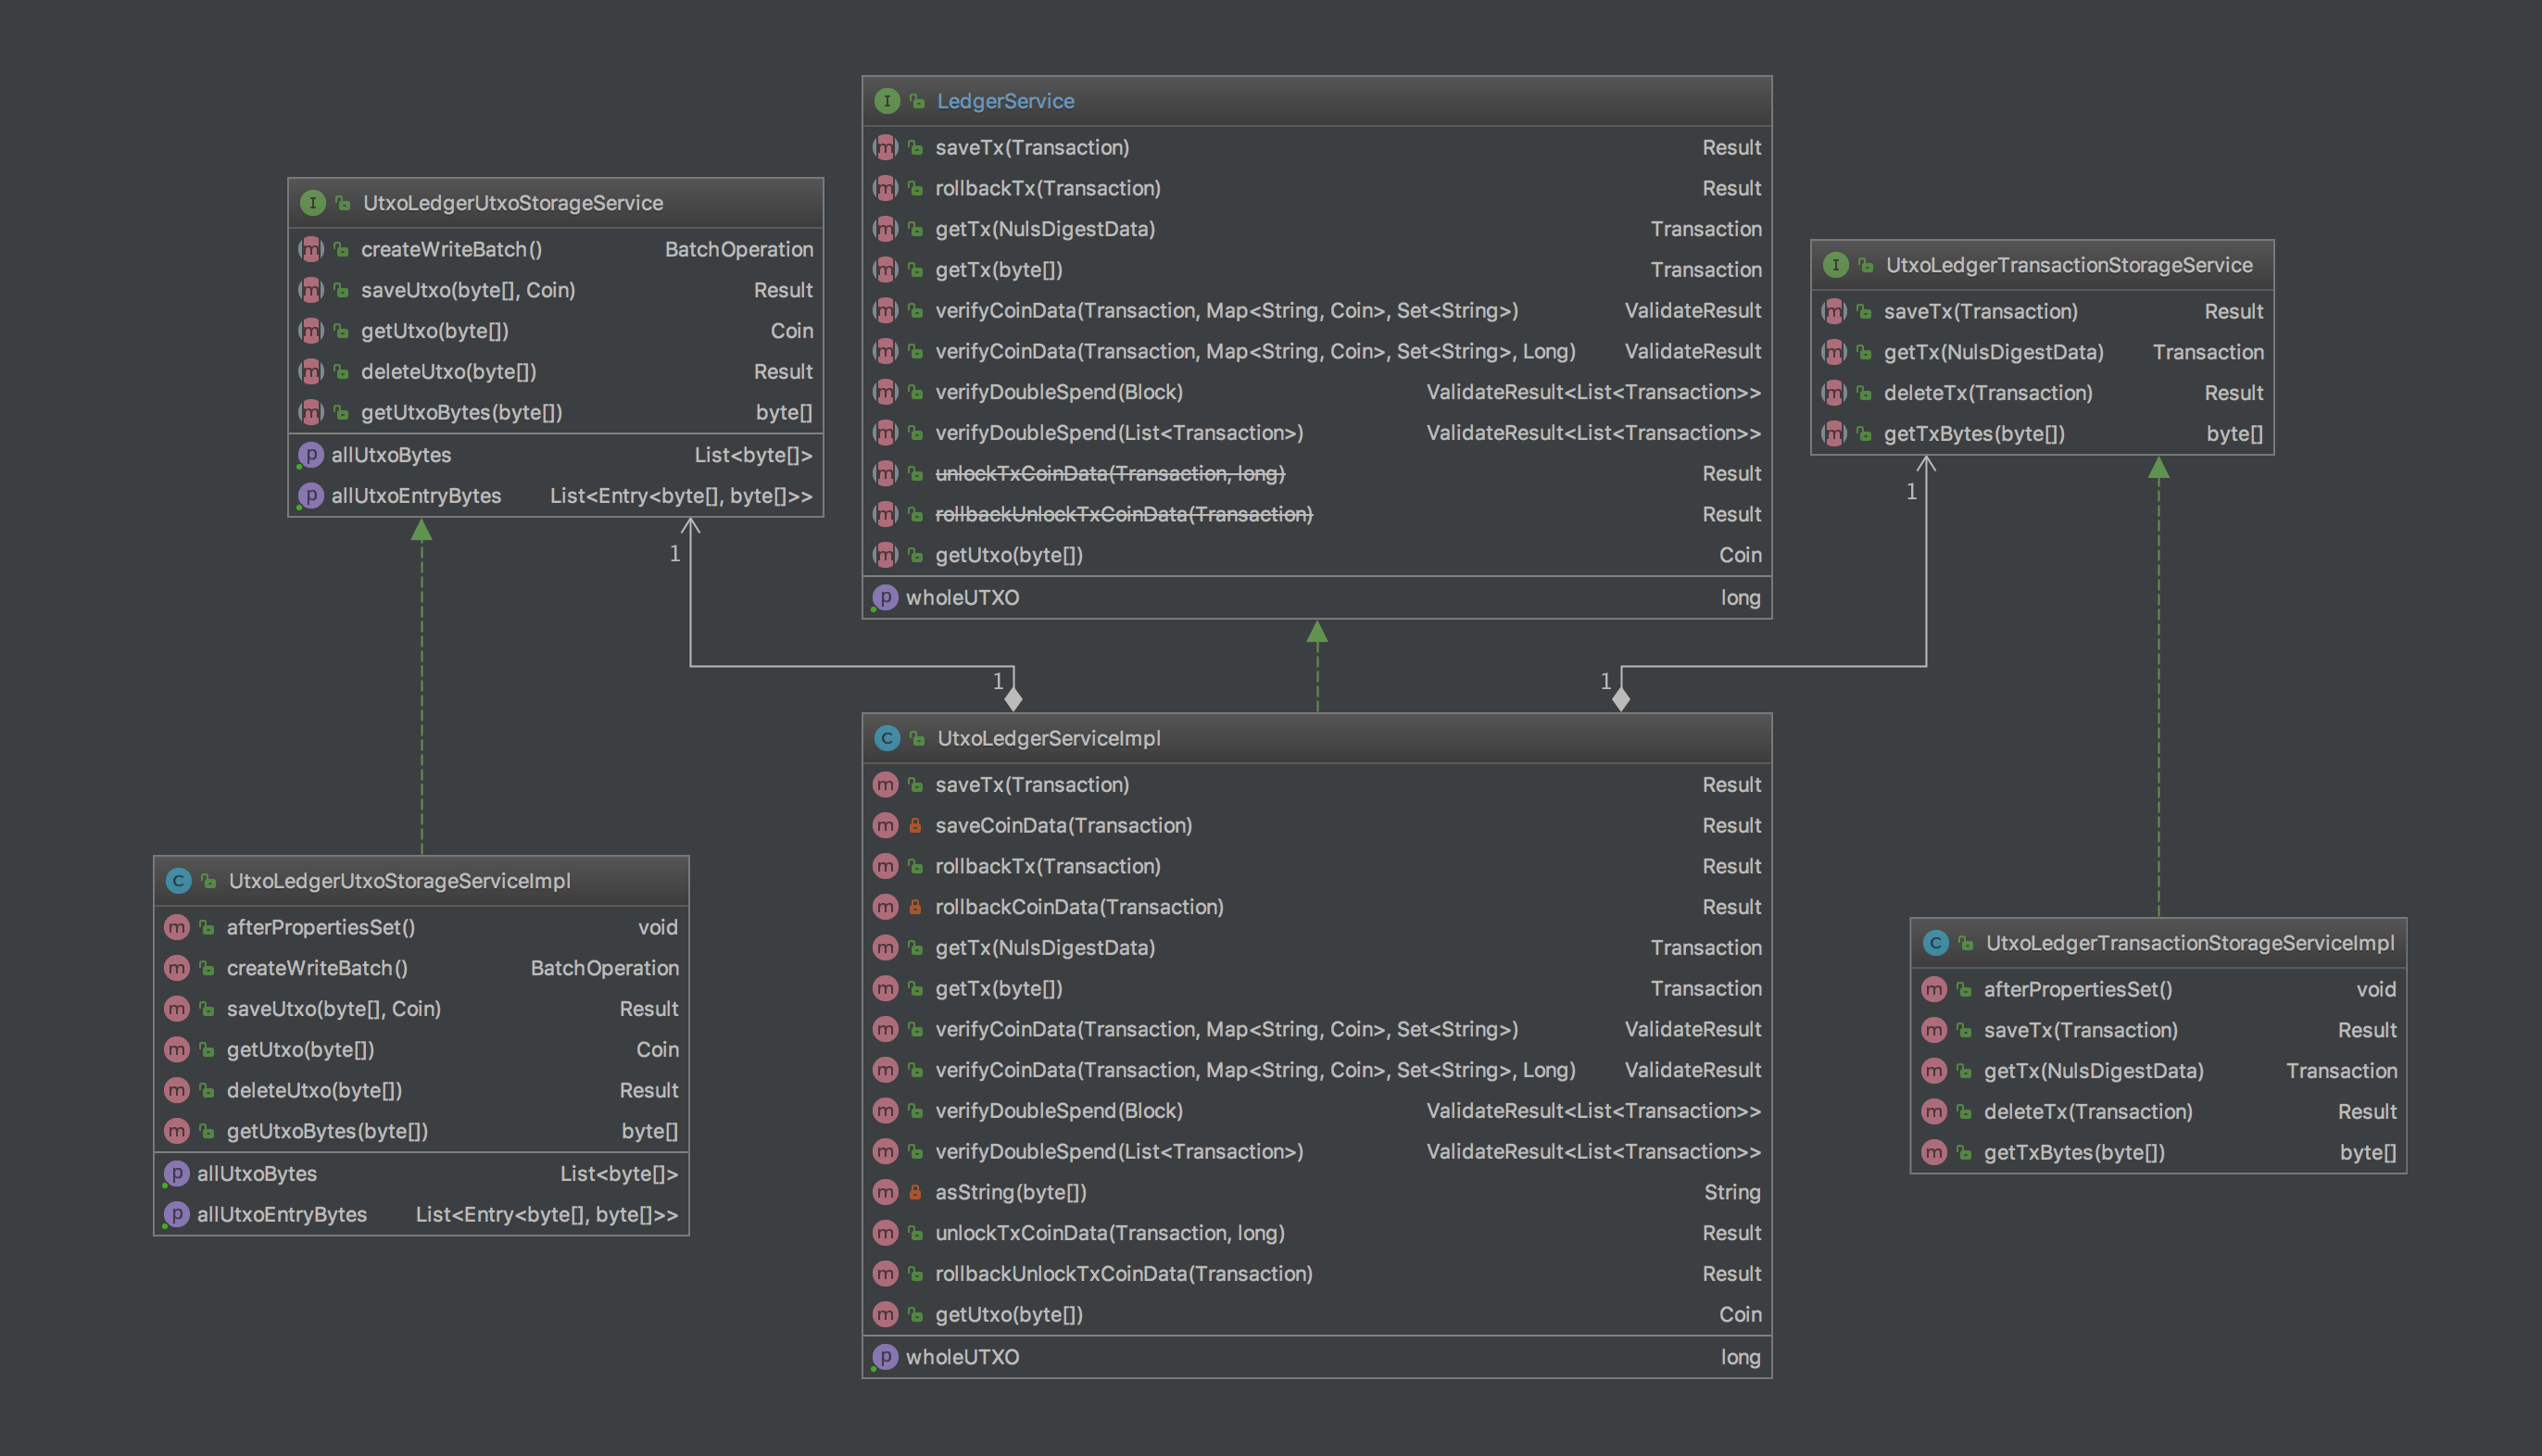 LedgerService
saveTx(Transaction) Result
rollbackTx(Transaction) Result
getTx(NulsDigestData) Transaction
getTx(byte[]) Transaction
verifyCoinData(Transaction, Map<String, Coin>, Set<String>) ValidateResult
verifyCoinData(Transaction, Map<String, Coin>, Set<String>, Long) ValidateResult
verifyDoubleSpend(Block) ValidateResult<List<Transaction>>
verifyDoubleSpend(List<Transaction>) ValidateResult<List<Transaction>>
unlockTxCoinData(Transaction, long) Result
rollbackUnlockTxCoinData(Transaction) Result
getUtxo(byte[]) Coin
wholeUTXO long
UtxoLedgerUtxoStorageService
createWriteBatch() BatchOperation
saveUtxo(byte[], Coin) Result
getUtxo(byte[]) Coin
deleteUtxo(byte[]) Result
getUtxoBytes(byte[]) byte[]
allUtxoBytes List<byte[]>
allUtxoEntryBytes List<Entry<byte[], byte[]>>
UtxoLedgerTransactionStorageService
saveTx(Transaction) Result
getTx(NulsDigestData) Transaction
deleteTx(Transaction) Result
getTxBytes(byte[]) byte[]
1
1
1
1
UtxoLedgerServiceImpl
saveTx(Transaction) Result
saveCoinData(Transaction) Result
rollbackTx(Transaction) Result
rollbackCoinData(Transaction) Result
getTx(NulsDigestData) Transaction
getTx(byte[]) Transaction
verifyCoinData(Transaction, Map<String, Coin>, Set<String>) ValidateResult
verifyCoinData(Transaction, Map<String, Coin>, Set<String>, Long) ValidateResult
verifyDoubleSpend(Block) ValidateResult<List<Transaction>>
verifyDoubleSpend(List<Transaction>) ValidateResult<List<Transaction>>
asString(byte[]) String
unlockTxCoinData(Transaction, long) Result
rollbackUnlockTxCoinData(Transaction) Result
getUtxo(byte[]) Coin
wholeUTXO long
UtxoLedgerUtxoStorageServiceImpl
afterPropertiesSet() void
createWriteBatch() BatchOperation
saveUtxo(byte[], Coin) Result
getUtxo(byte[]) Coin
deleteUtxo(byte[]) Result
getUtxoBytes(byte[]) byte[]
allUtxoBytes List<byte[]>
allUtxoEntryBytes List<Entry<byte[], byte[]>>
UtxoLedgerTransactionStorageServiceImpl
afterPropertiesSet() void
saveTx(Transaction) Result
getTx(NulsDigestData) Transaction
deleteTx(Transaction) Result
getTxBytes(byte[]) byte[]